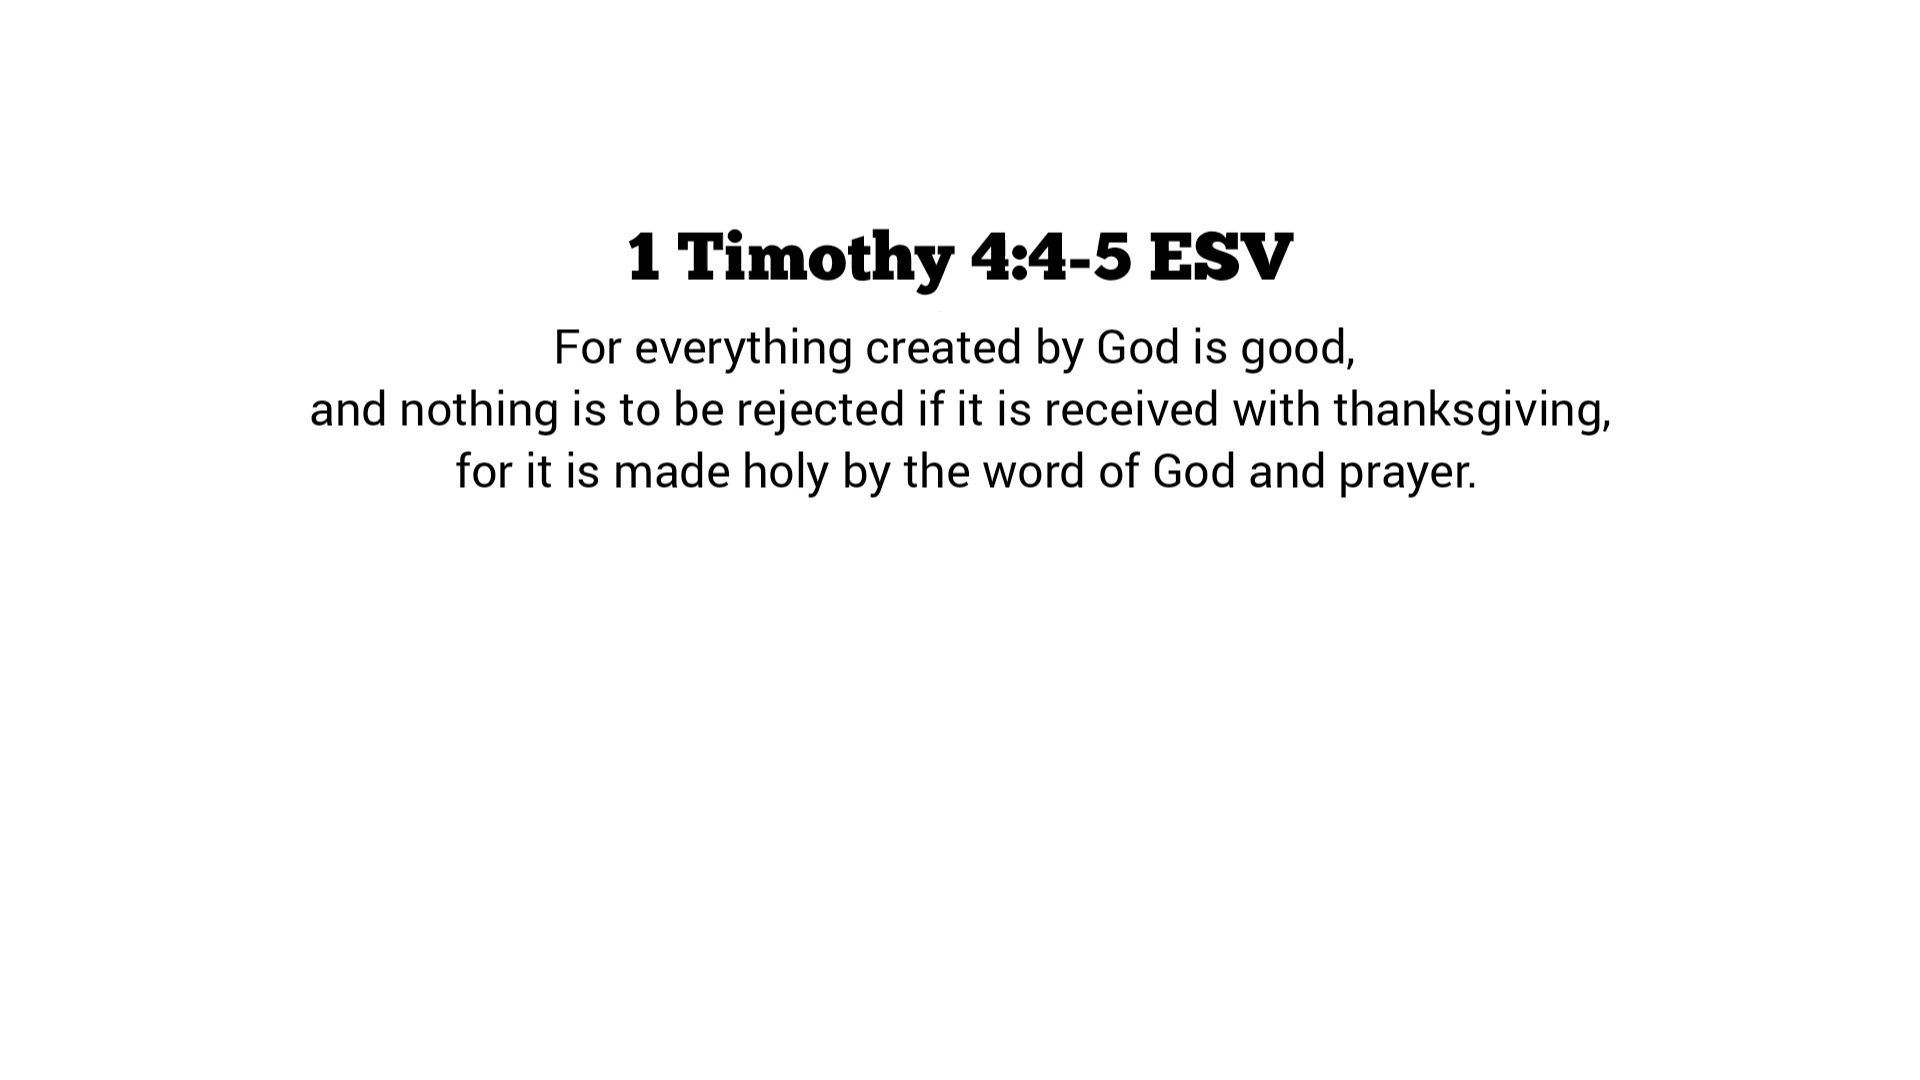 1 Timothy 4:4-5 ESV
For everything created by God is good,
and nothing is to be rejected if it is received with thanksgiving,
for it is made holy by the word of God and prayer.